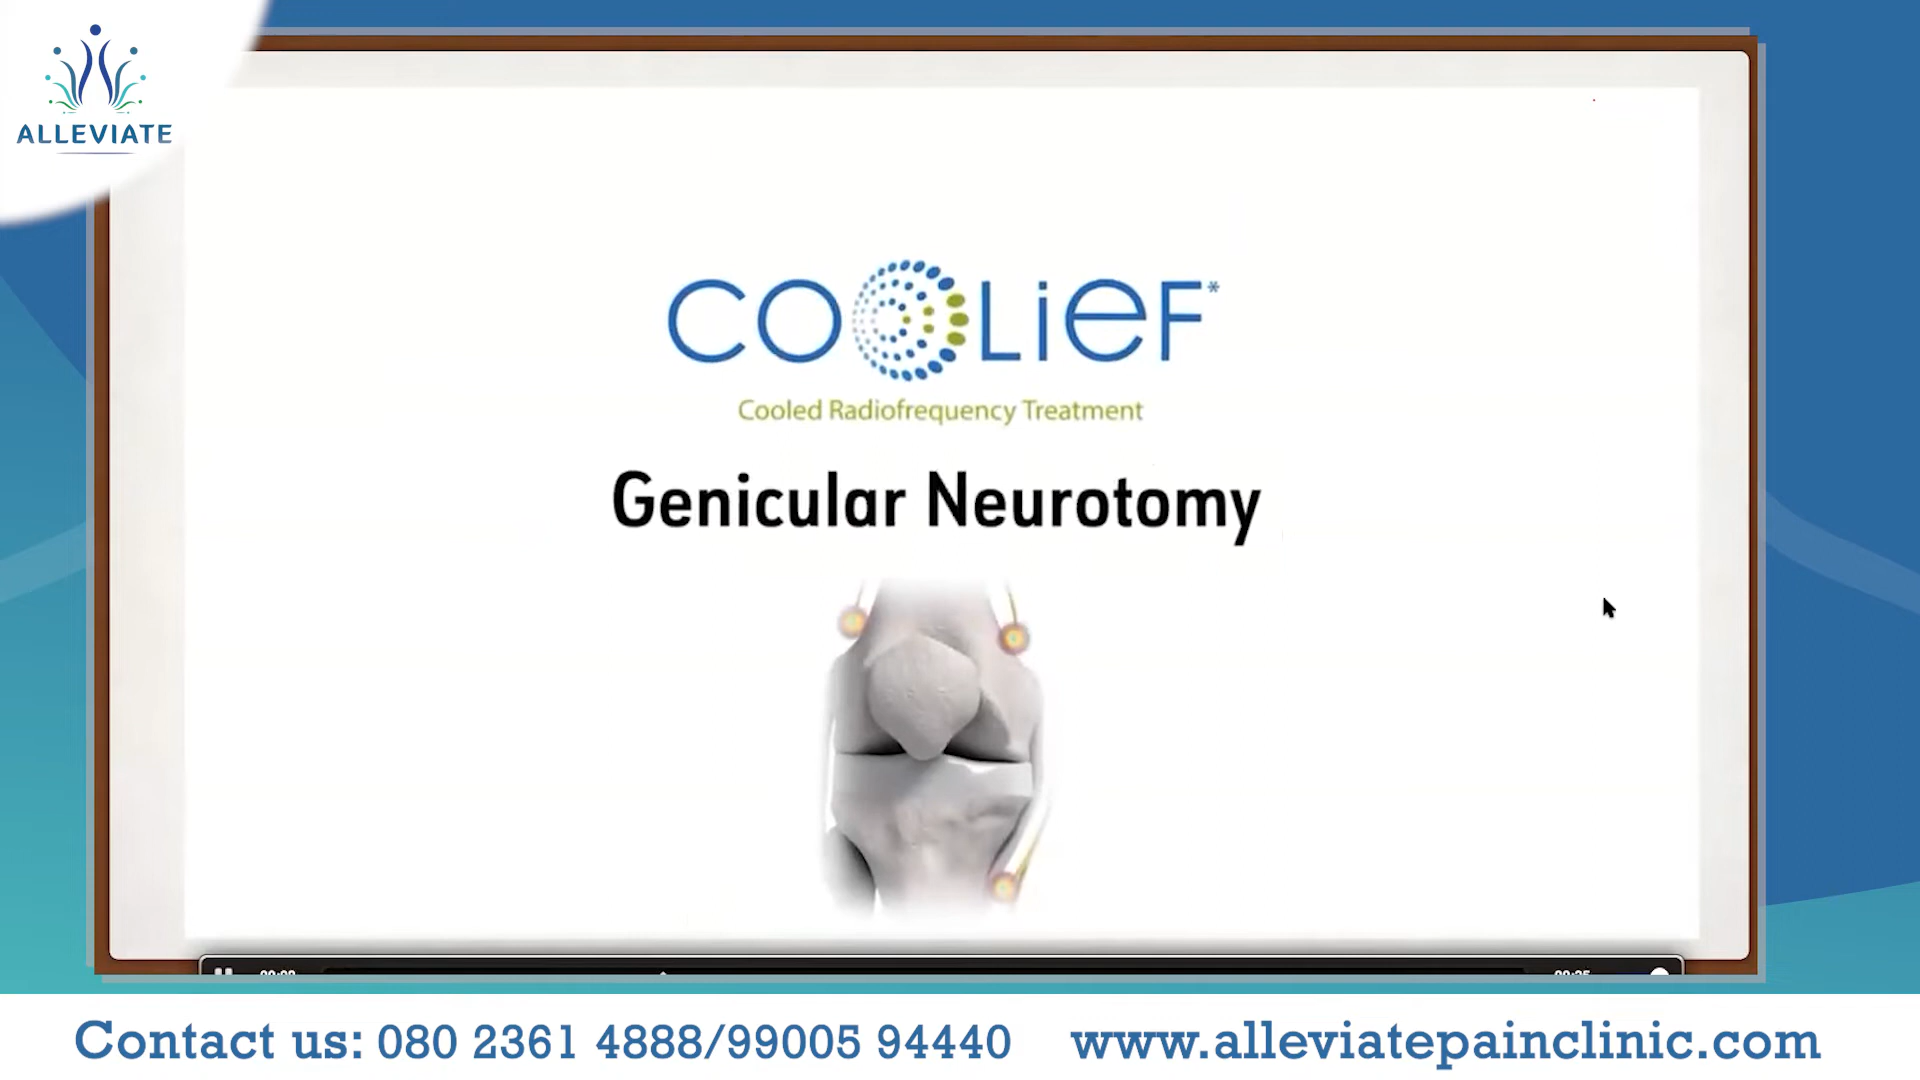 ALLEVIATE
COOLiEF*
Cooled Radiofrequency Treatment
Genicular Neurotomy
Contact us: 080 2361 4888/99005 94440
www.alleviatepainclinic.com